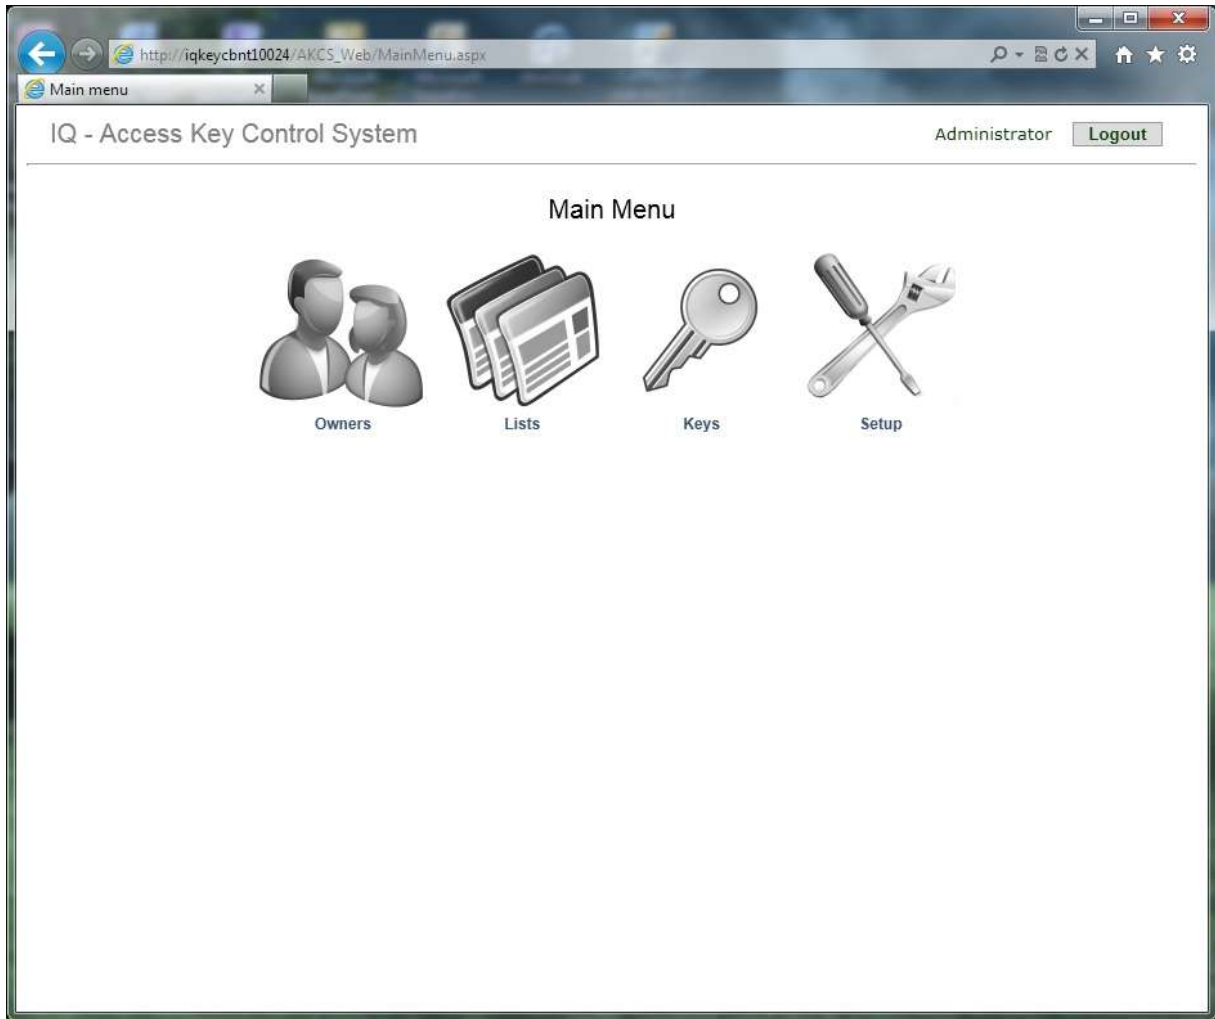 http://iqkeycbnt10024/AKCS_Web/MainMenu.aspx
Main menu
IQ - Access Key Control System
Administrator
Logout
Main Menu
Owners
Lists
Keys
Setup